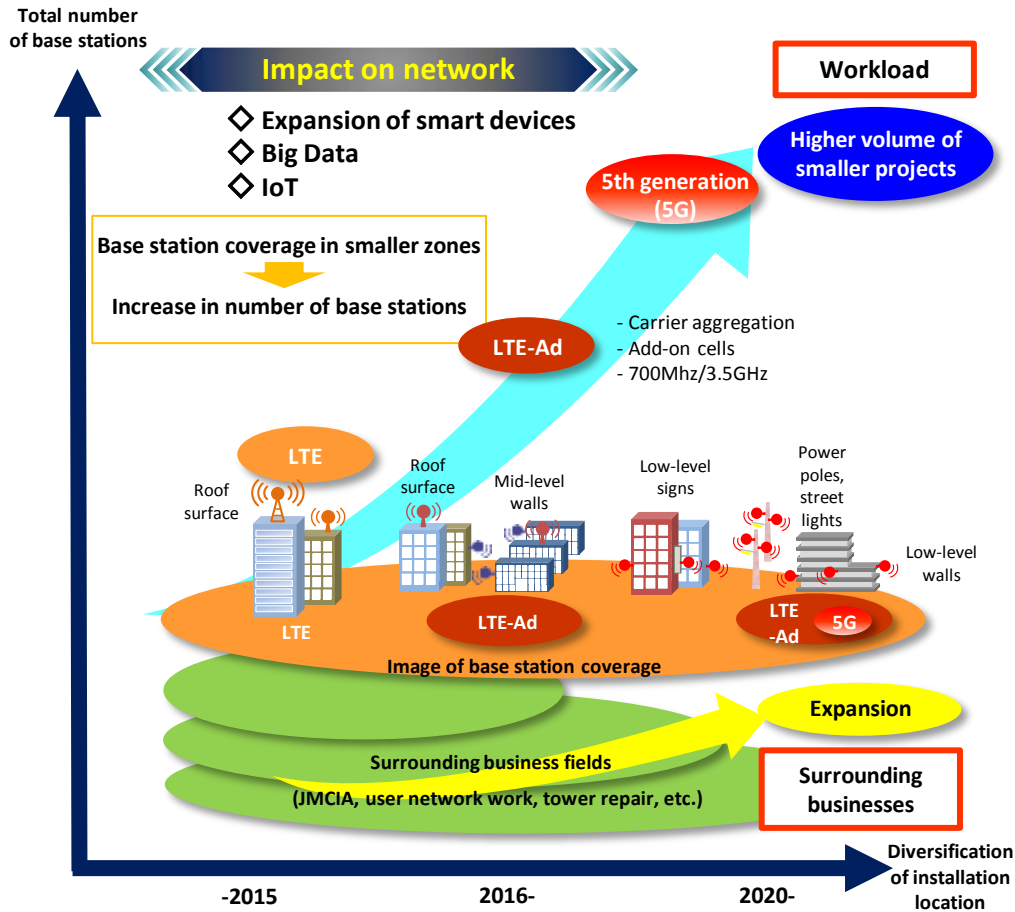 Total number
of base stations
Impact on network
Workload
◇ Expansion of smart devices
◇ Big Data
◇ IoT
Higher volume of
smaller projects
5th generation
(5G)
Base station coverage in smaller zones
Increase in number of base stations
LTE-Ad
- Carrier aggregation
- Add-on cells
- 700Mhz/3.5GHz
LTE
Roof
surface
Roof
surface
Mid-level
walls
Low-level
signs
Power
poles,
street
lights
Low-level
walls
LTE
LTE-Ad
LTE
-Ad
5G
Image of base station coverage
Expansion
Surrounding business fields
(JMCIA, user network work, tower repair, etc.)
Surrounding
businesses
-2015
2016-
2020-
Diversification
of installation
location